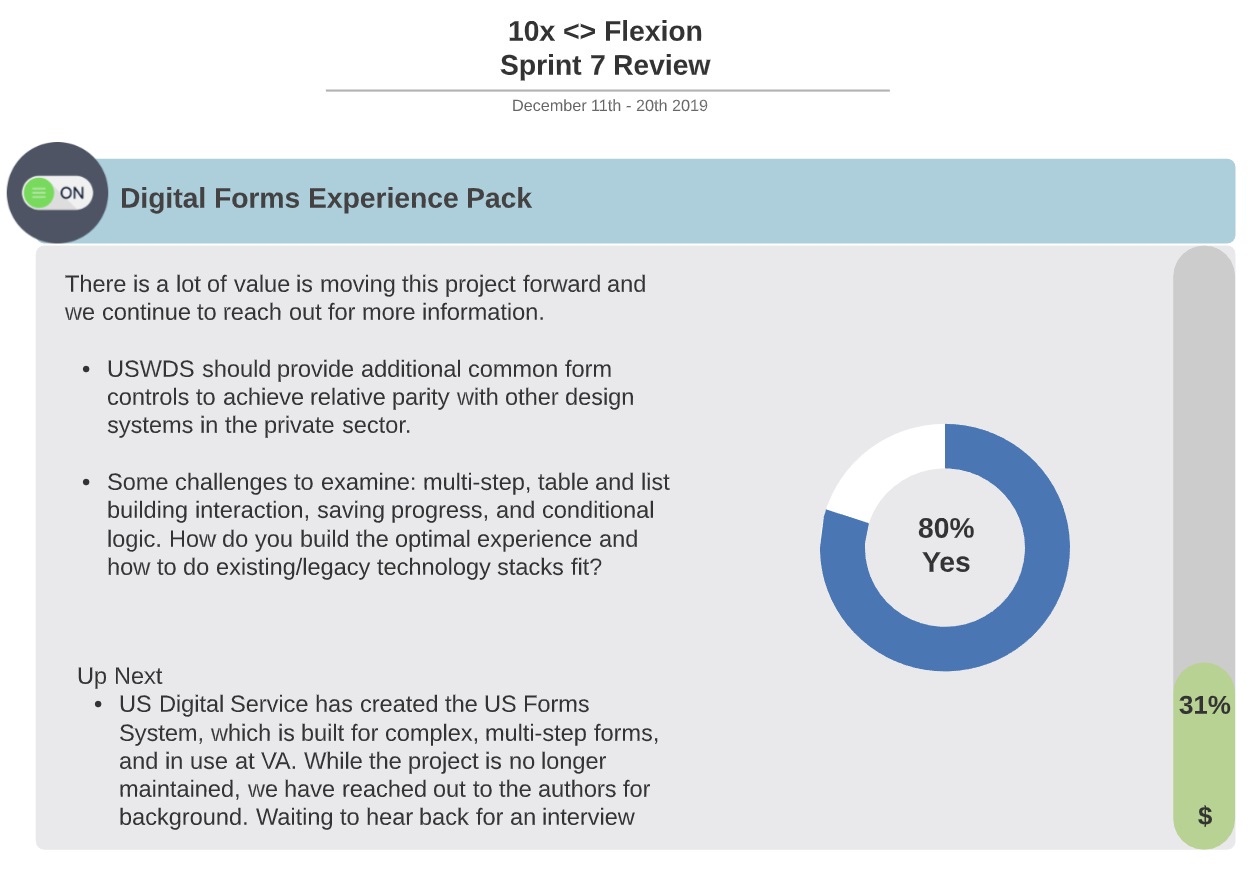 10x <> Flexion
Sprint 7 Review
December 11th - 20th 2019
ON
Digital Forms Experience Pack
There is a lot of value is moving this project forward and
we continue to reach out for more information.
• USWDS should provide additional common form
controls to achieve relative parity with other design
systems in the private sector.
• Some challenges to examine: multi-step, table and list
building interaction, saving progress, and conditional
logic. How do you build the optimal experience and
how to do existing/legacy technology stacks fit?
80%
Yes
Up Next
• US Digital Service has created the US Forms
System, which is built for complex, multi-step forms,
and in use at VA. While the project is no longer
maintained, we have reached out to the authors for
background. Waiting to hear back for an interview
31%
$